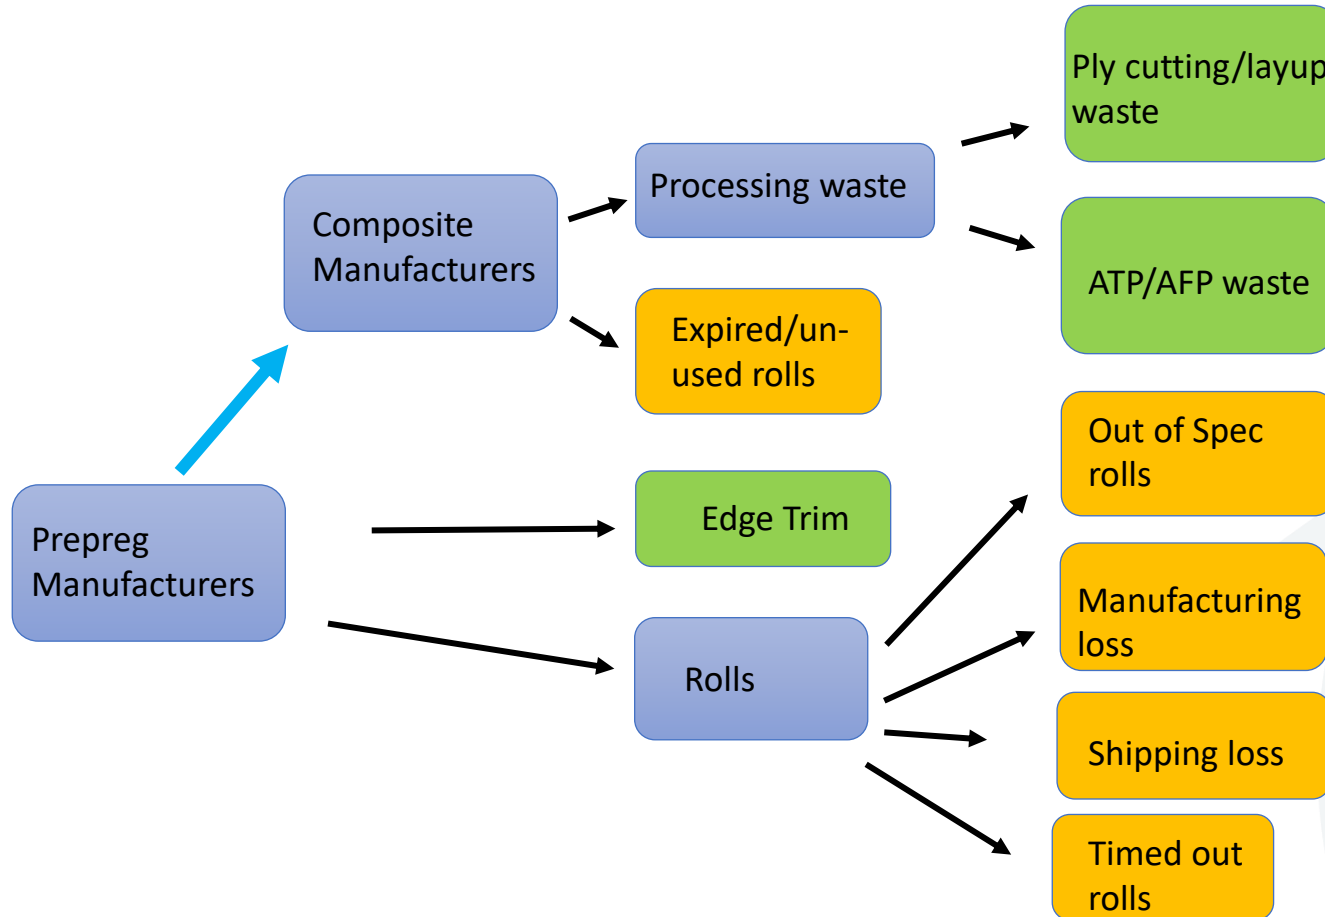 Ply cutting/layup
waste
Processing waste
Composite
Manufacturers
ATP/AFP waste
Expired/un-
used rolls
Out of Spec
rolls
Edge Trim
Prepreg
Manufacturers
Manufacturing
loss
Rolls
Shipping loss
Timed out
rolls